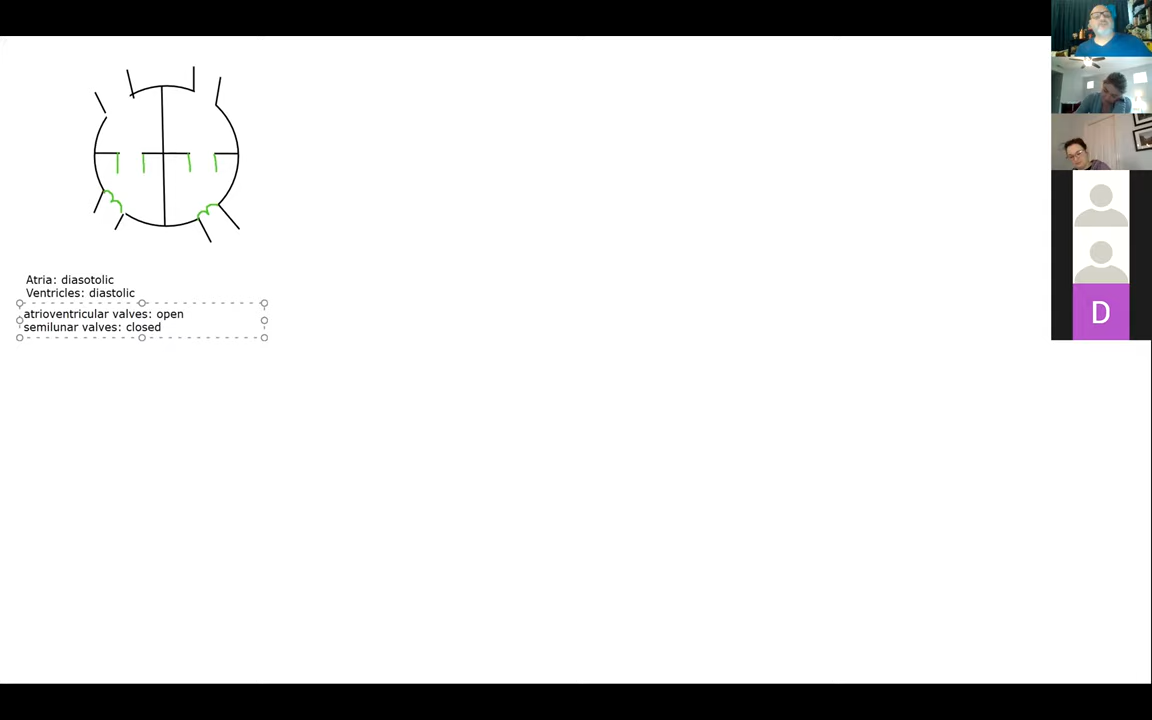 Atria: diasotolic
Ventricles: diastolic
atrioventricular valves: open
semilunar valves: closed
D